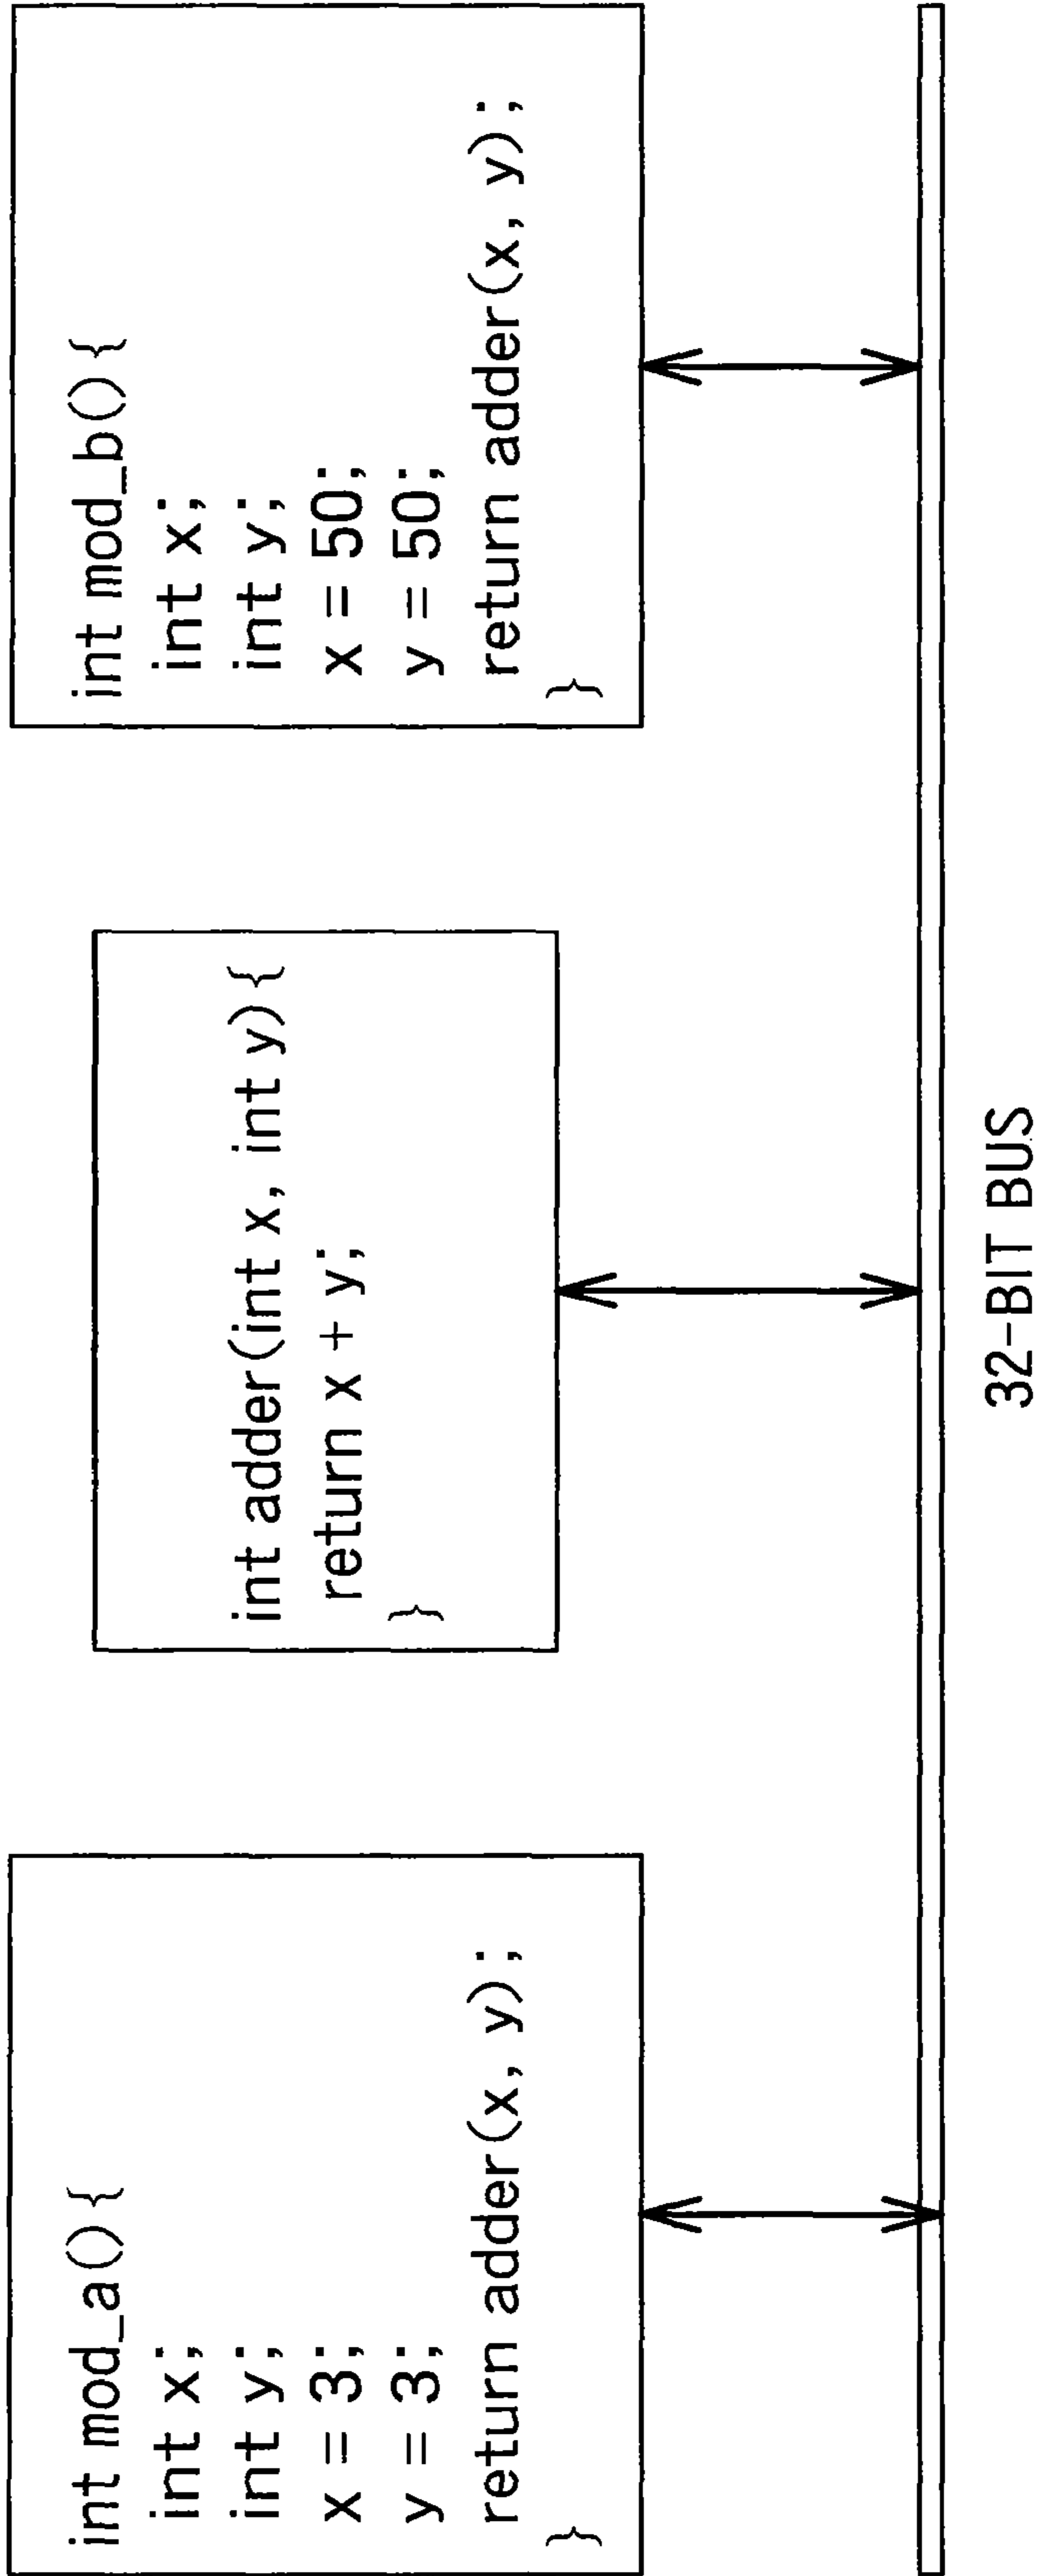 int mod_a() {
int x;
int y;
x = 3;
y = 3;
return adder(x, y);
}
int adder(int x, int y) {
return x + y;
}
int mod_b() {
int x;
int y;
x = 50;
y = 50;
return adder(x, y);
}
32-BIT BUS